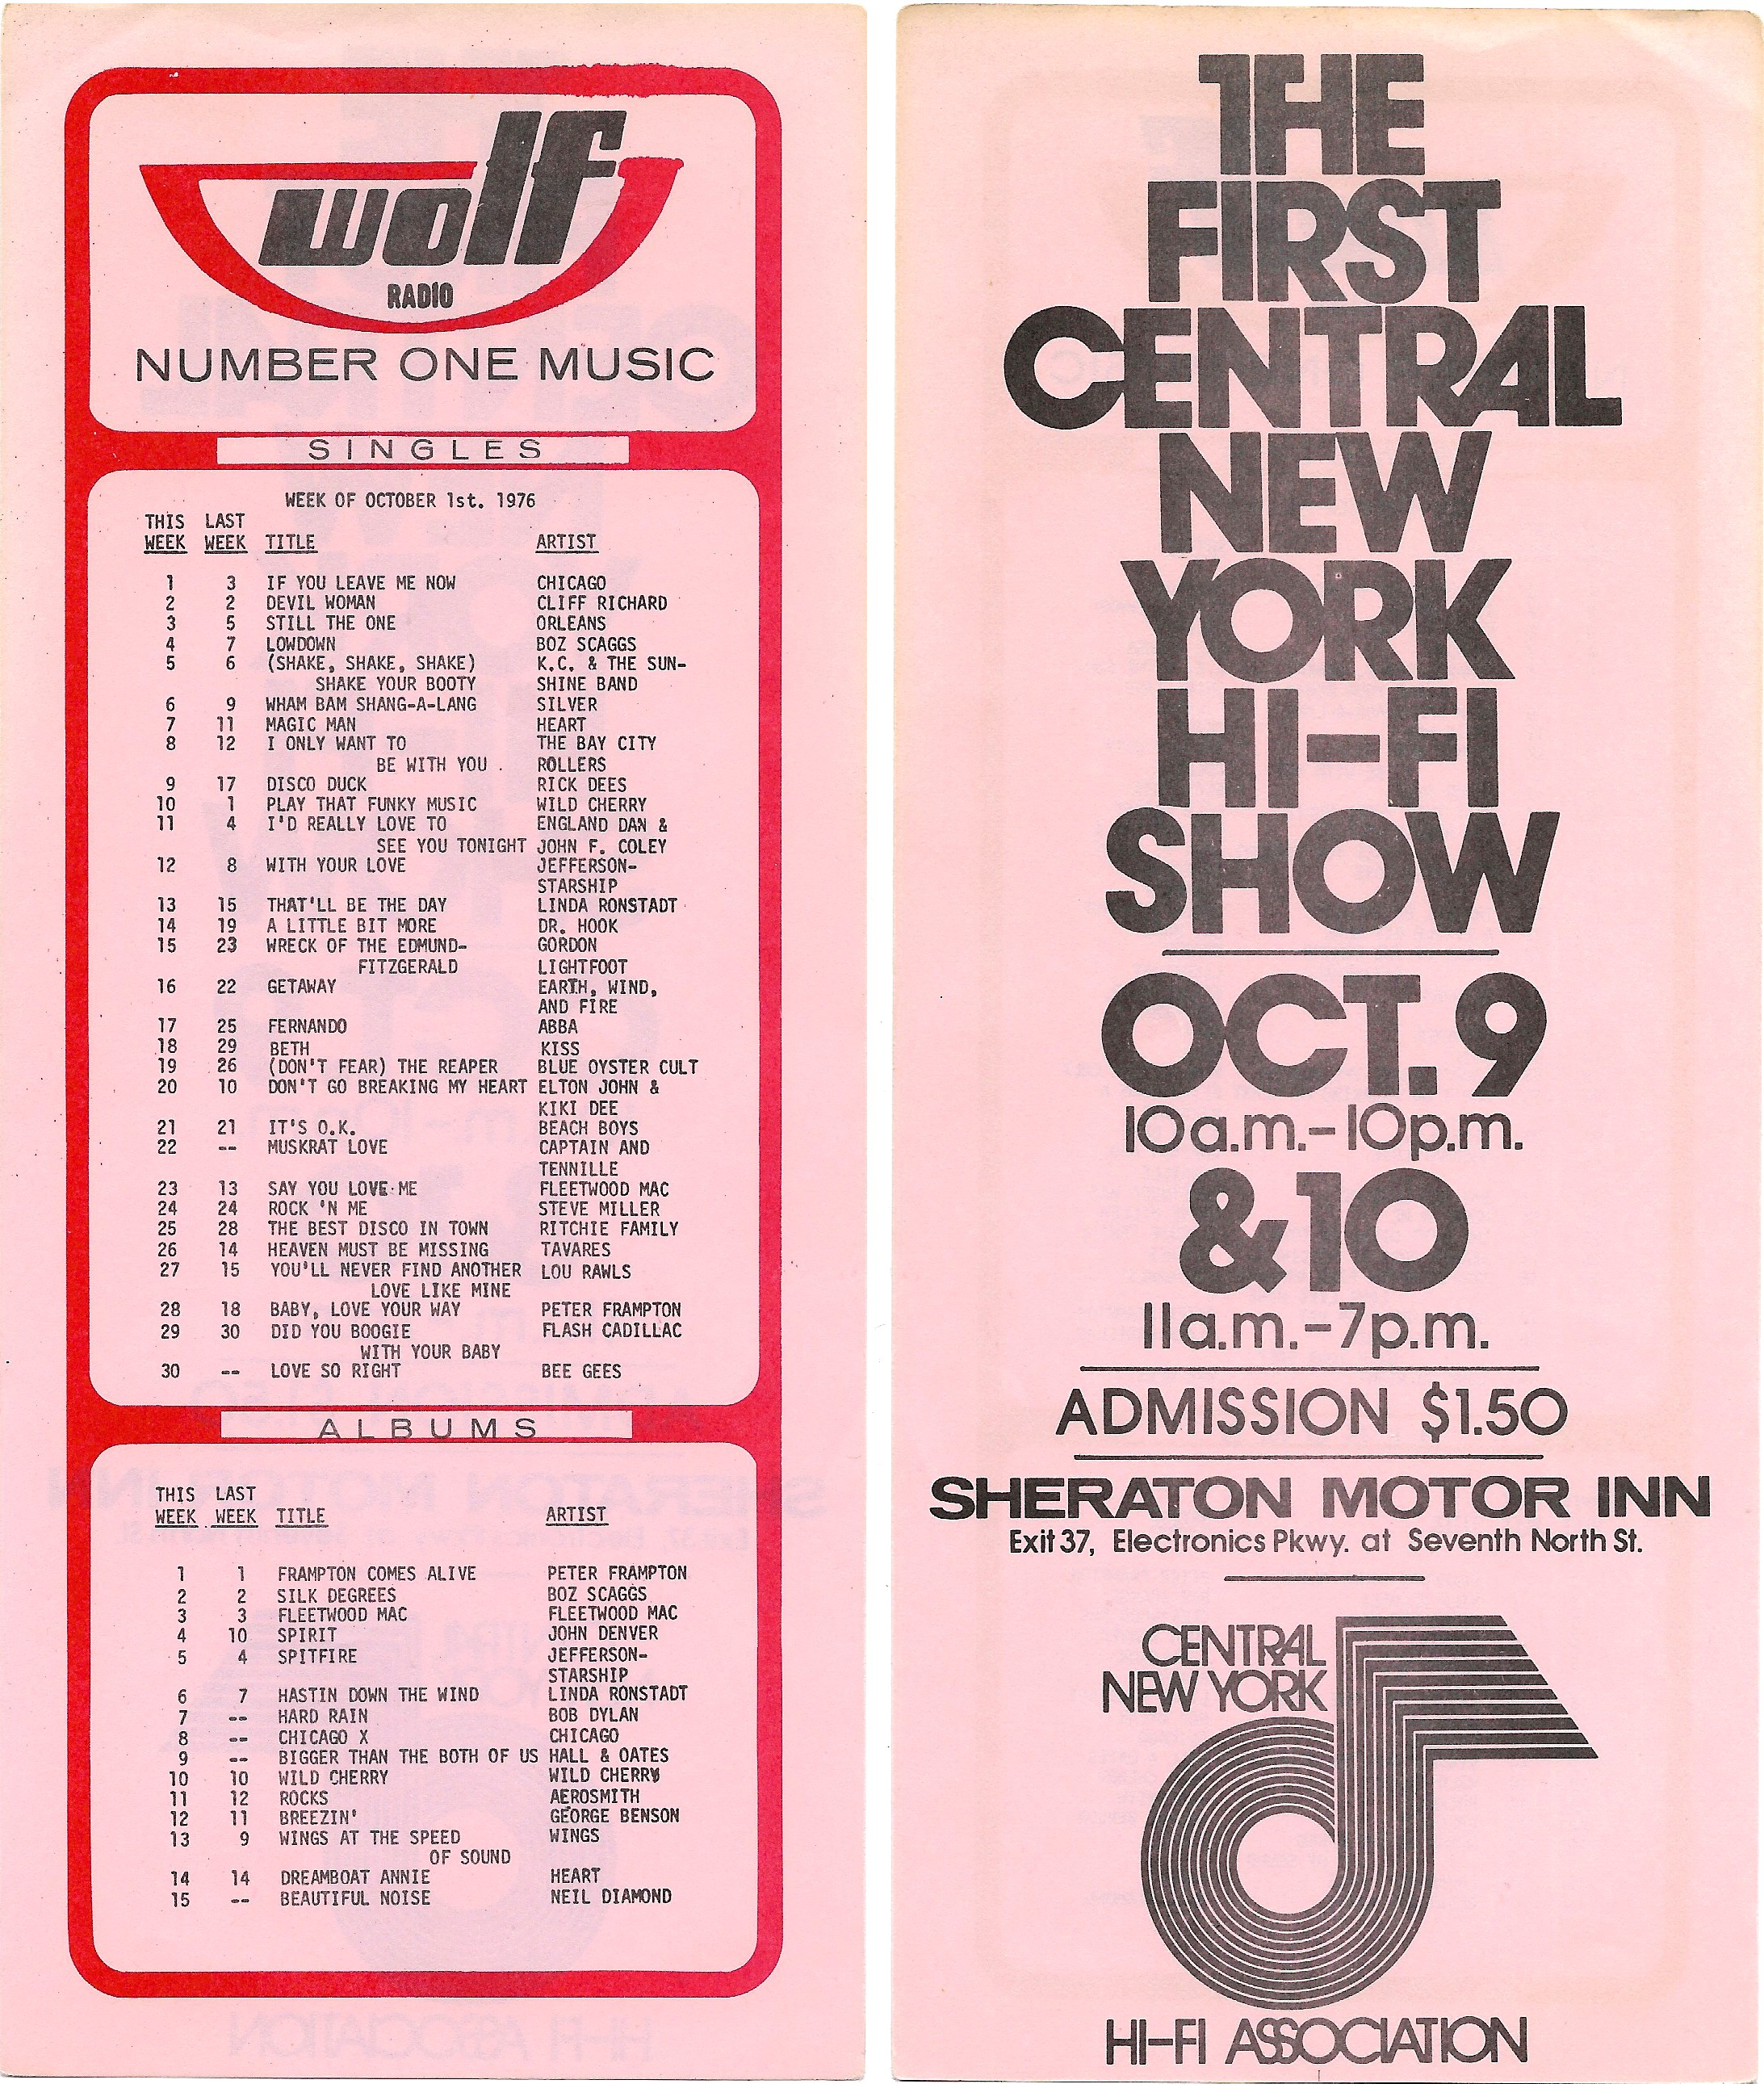 wolf
RADIO
NUMBER ONE MUSIC
SINGLES
WEEK OF OCTOBER 1st. 1976
THIS LAST
WEEK WEEK TITLE ARTIST
1 3 IF YOU LEAVE ME NOW CHICAGO
2 2 DEVIL WOMAN CLIFF RICHARD
3 5 STILL THE ONE ORLEANS
4 7 LOWDOWN BOZ SCAGGS
5 6 (SHAKE, SHAKE, SHAKE) K.C. & THE SUN-
SHAKE YOUR BOOTY SHINE BAND
6 9 WHAM BAM SHANG-A-LANG SILVER
7 11 MAGIC MAN HEART
8 12 I ONLY WANT TO THE BAY CITY
BE WITH YOU . ROLLERS
9 17 DISCO DUCK RICK DEES
10 1 PLAY THAT FUNKY MUSIC WILD CHERRY
11 4 I'D REALLY LOVE TO ENGLAND DAN &
SEE YOU TONIGHT JOHN F. COLEY
12 8 WITH YOUR LOVE JEFFERSON-
STARSHIP
13 15 THAT'LL BE THE DAY LINDA RONSTADT
14 19 A LITTLE BIT MORE DR. HOOK
15 23 WRECK OF THE EDMUND- GORDON
FITZGERALD LIGHTFOOT
16 22 GETAWAY EARTH, WIND,
AND FIRE
17 25 FERNANDO ABBA
18 29 BETH KISS
19 26 (DON'T FEAR) THE REAPER BLUE OYSTER CULT
20 10 DON'T GO BREAKING MY HEART ELTON JOHN &
KIKI DEE
21 21 IT'S O.K. BEACH BOYS
22 -- MUSKRAT LOVE CAPTAIN AND
TENNILLE
23 13 SAY YOU LOVE ME FLEETWOOD MAC
24 24 ROCK 'N ME STEVE MILLER
25 28 THE BEST DISCO IN TOWN RITCHIE FAMILY
26 14 HEAVEN MUST BE MISSING TAVARES
27 15 YOU'LL NEVER FIND ANOTHER LOU RAWLS
LOVE LIKE MINE
28 18 BABY, LOVE YOUR WAY PETER FRAMPTON
29 30 DID YOU BOOGIE FLASH CADILLAC
WITH YOUR BABY
30 -- LOVE SO RIGHT BEE GEES
ALBUMS
THIS LAST
WEEK WEEK TITLE ARTIST
1 1 FRAMPTON COMES ALIVE PETER FRAMPTON
2 2 SILK DEGREES BOZ SCAGGS
3 3 FLEETWOOD MAC FLEETWOOD MAC
4 10 SPIRIT JOHN DENVER
5 4 SPITFIRE JEFFERSON-
STARSHIP
6 7 HASTIN DOWN THE WIND LINDA RONSTADT
7 -- HARD RAIN BOB DYLAN
8 -- CHICAGO X CHICAGO
9 -- BIGGER THAN THE BOTH OF US HALL & OATES
10 10 WILD CHERRY WILD CHERRY
11 12 ROCKS AEROSMITH
12 11 BREEZIN' GEORGE BENSON
13 9 WINGS AT THE SPEED WINGS
OF SOUND
14 14 DREAMBOAT ANNIE HEART
15 -- BEAUTIFUL NOISE NEIL DIAMOND
THE
FIRST
CENTRAL
NEW
YORK
HI-FI
SHOW
OCT. 9
10 a.m.-10p.m.
& 10
11 a.m.-7p.m.
ADMISSION $1.50
SHERATON MOTOR INN
Exit 37, Electronics Pkwy. at Seventh North St.
CENTRAL
NEW YORK
HI-FI ASSOCIATION